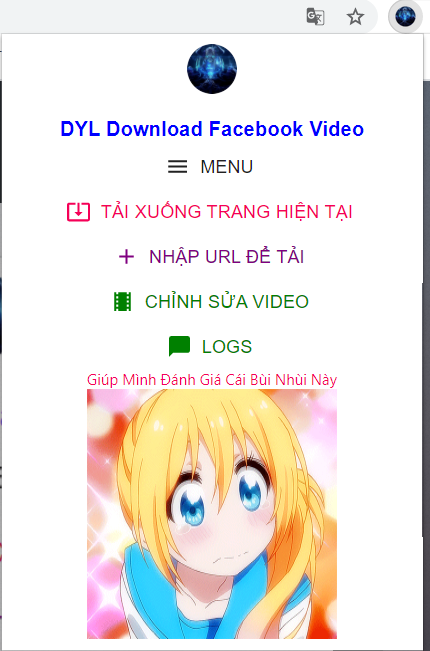 DYL Download Facebook Video
MENU
TẢI XUỐNG TRANG HIỆN TẠI
NHẬP URL ĐỂ TẢI
CHỈNH SỬA VIDEO
LOGS
Giúp Mình Đánh Giá Cái Bùi Nhùi Này